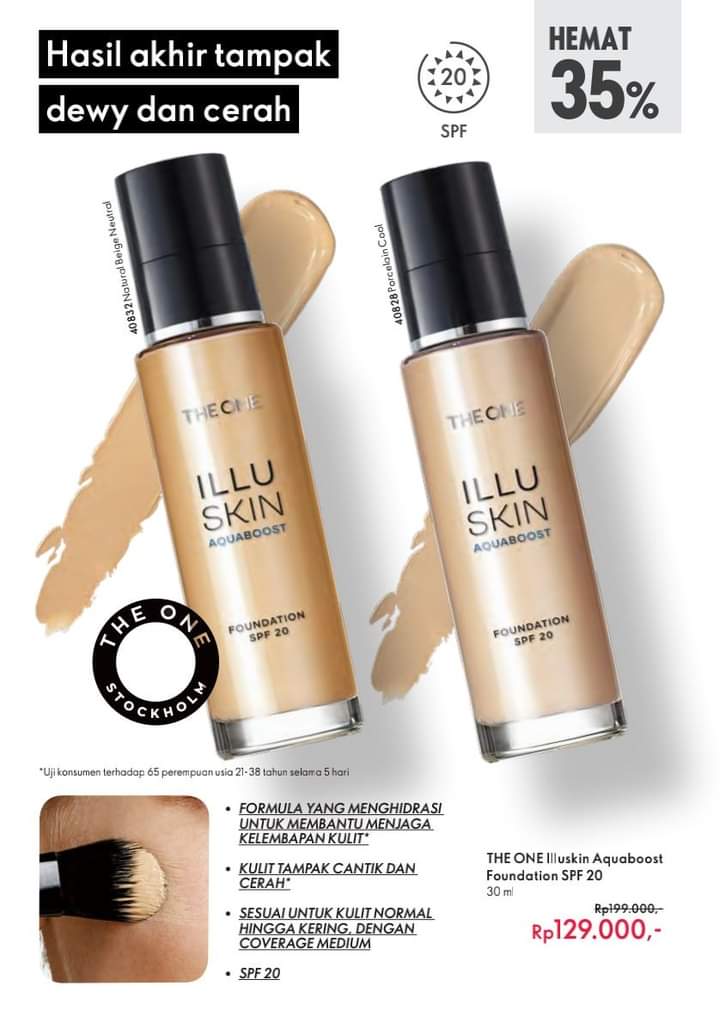 Hasil akhir tampak
dewy dan cerah
20
SPF
HEMAT
35%
40832 Natural Beige Neutral
40828 Porcelain Cool
THE ONE
ILLU
SKIN
AQUABOOST
FOUNDATION
SPF 20
THE ONE
ILLU
SKIN
AQUABOOST
FOUNDATION
SPF 20
THE ONE
STOCKHOLM
*Uji konsumen terhadap 65 perempuan usia 21-38 tahun selama 5 hari
• FORMULA YANG MENGHIDRASI
UNTUK MEMBANTU MENJAGA
KELEMBAPAN KULIT*
• KULIT TAMPAK CANTIK DAN
CERAH*
• SESUAI UNTUK KULIT NORMAL
HINGGA KERING, DENGAN
COVERAGE MEDIUM
• SPF 20
THE ONE Illuskin Aquaboost
Foundation SPF 20
30 ml
Rp199.000,-
Rp129.000,-